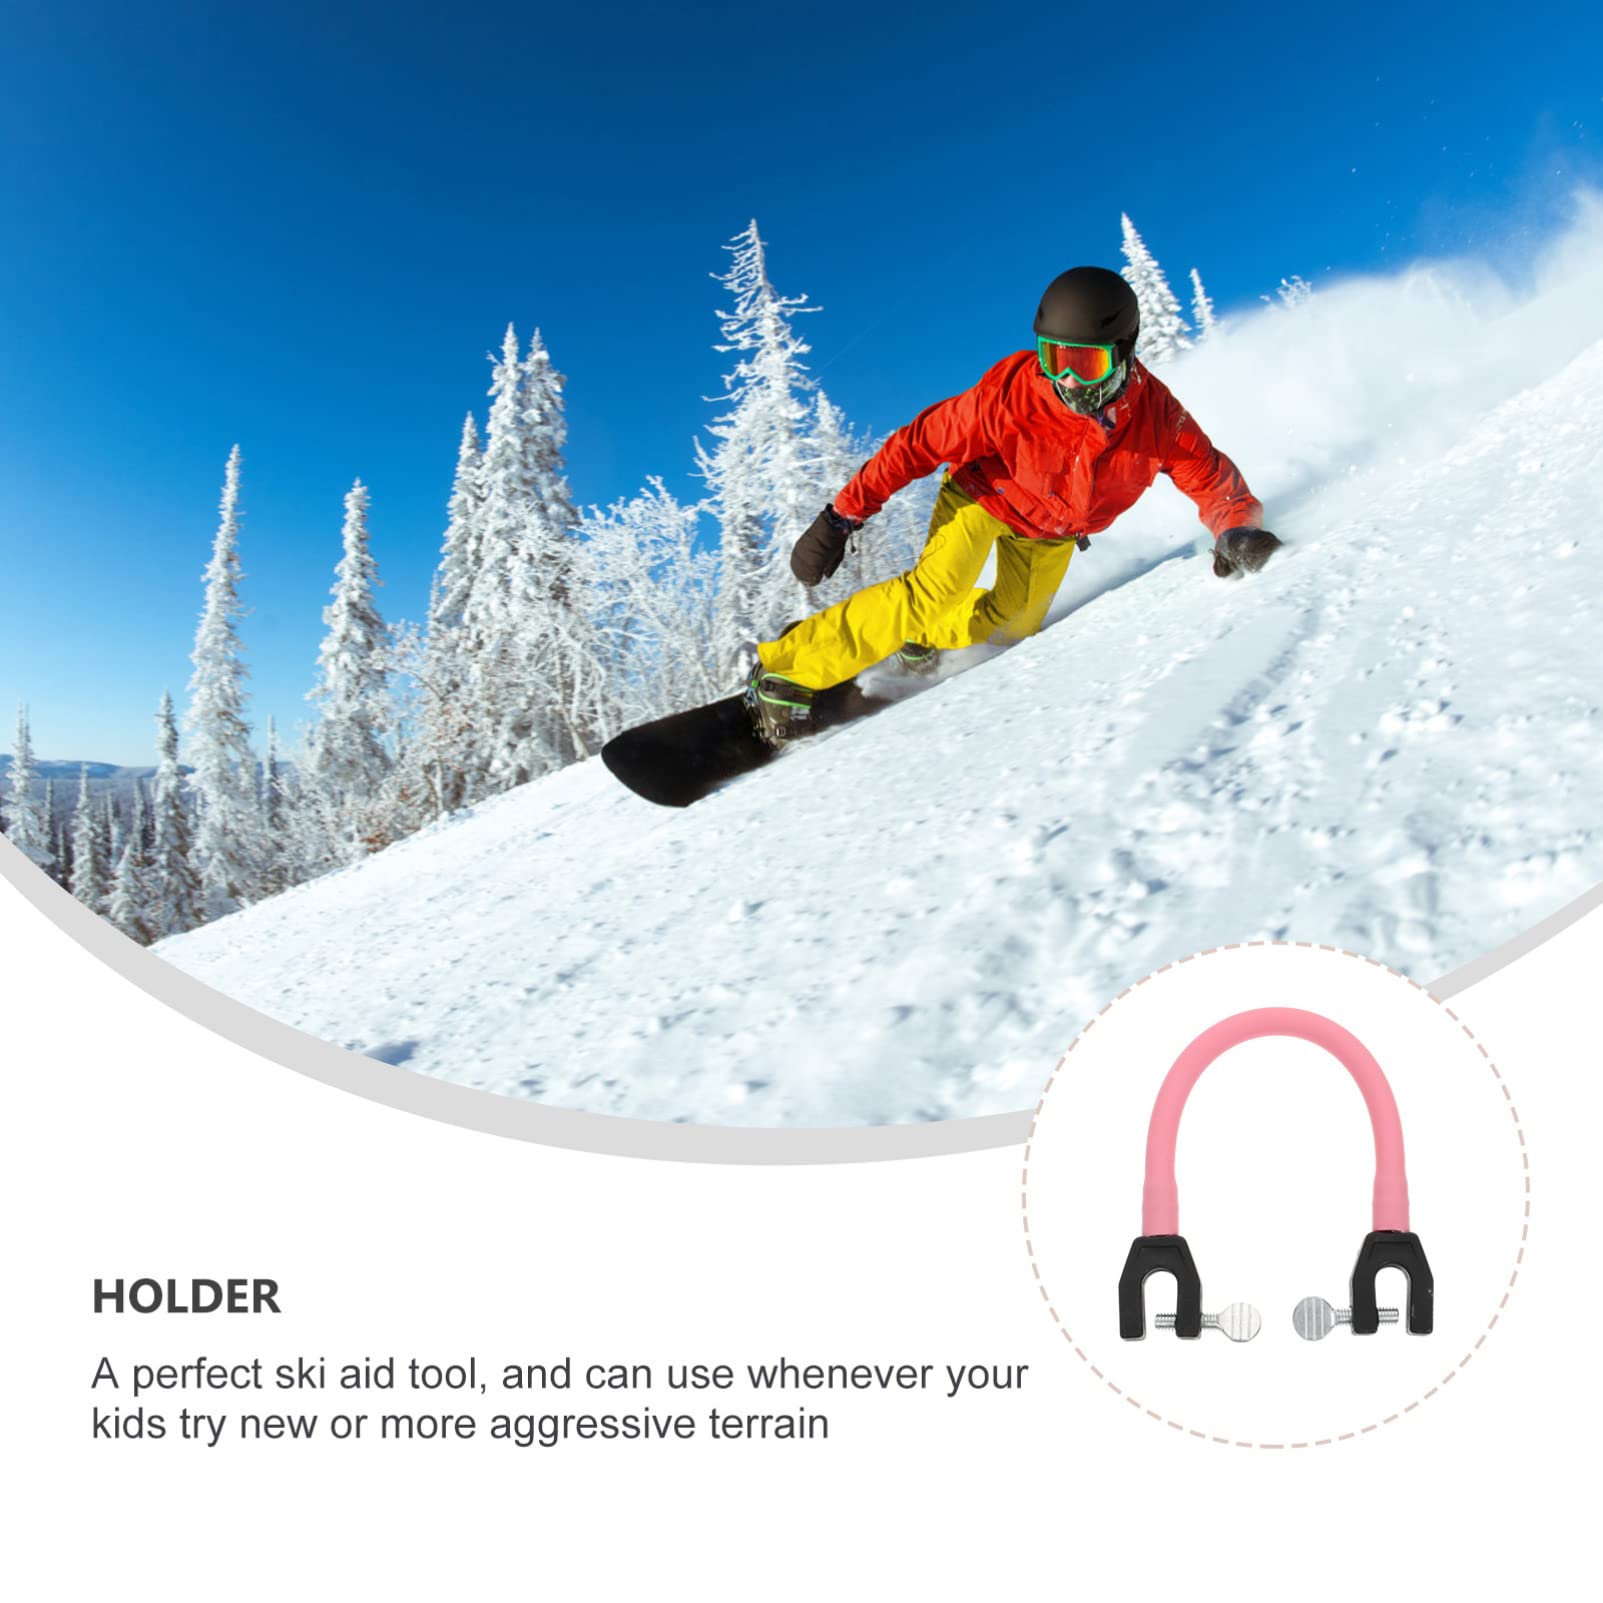 HOLDER
A perfect ski aid tool, and can use whenever your
kids try new or more aggressive terrain